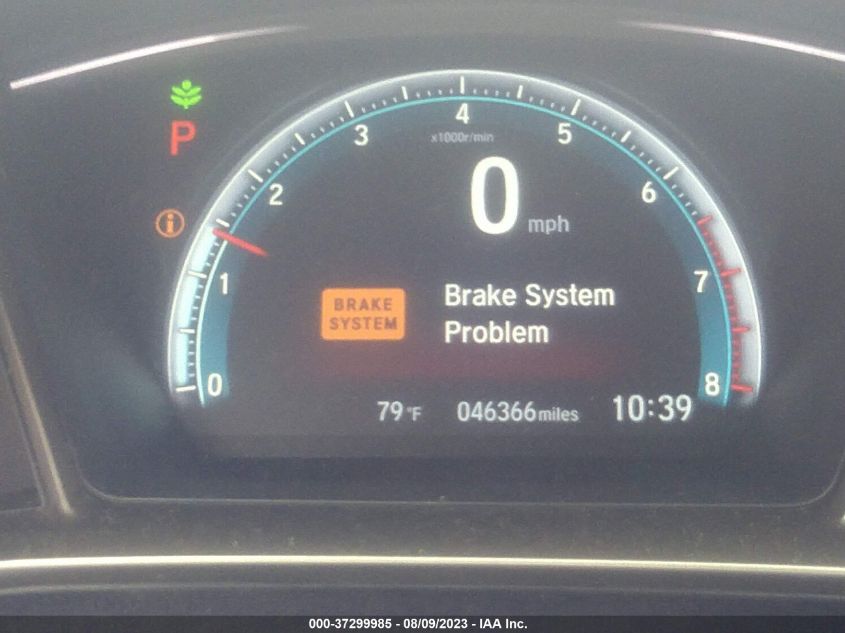 4
3
5
x1000r/min
P
2
6
0 mph
1
7
BRAKE
SYSTEM
Brake System
Problem
0
8
79°F
046366miles
10:39
000-37299985 - 08/09/2023 - IAA Inc.